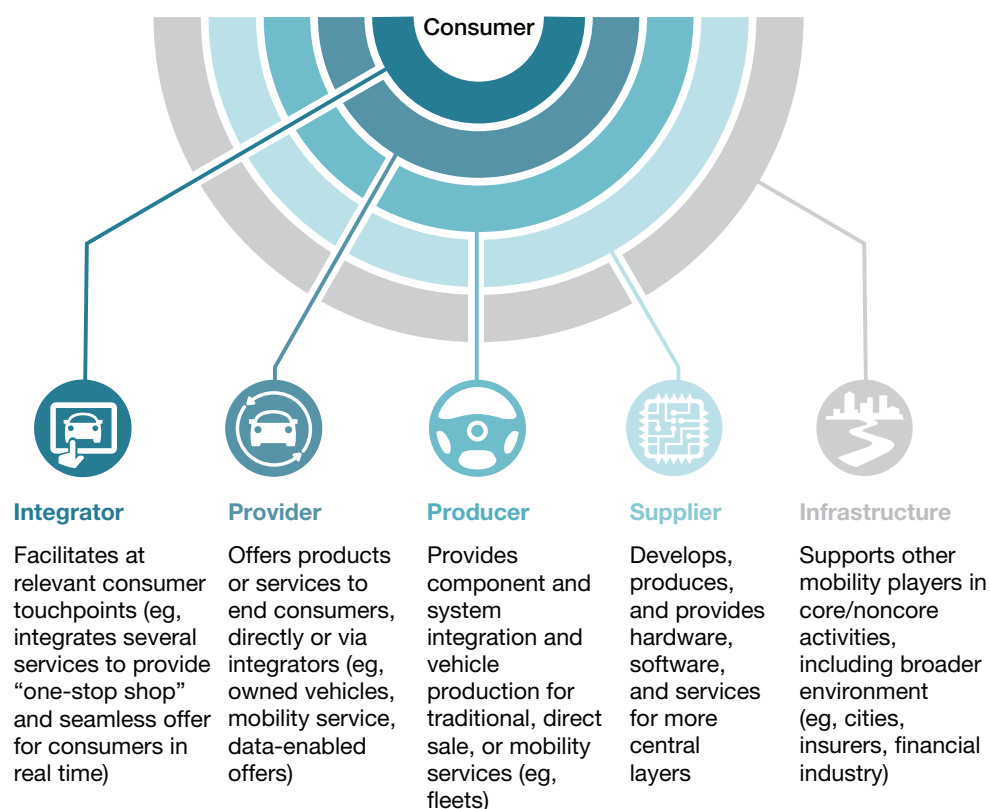 Consumer
Integrator
Facilitates at
relevant consumer
touchpoints (eg,
integrates several
services to provide
“one-stop shop”
and seamless offer
for consumers in
real time)
Provider
Offers products
or services to
end consumers,
directly or via
integrators (eg,
owned vehicles,
mobility service,
data-enabled
offers)
Producer
Provides
component and
system
integration and
vehicle
production for
traditional, direct
sale, or mobility
services (eg,
fleets)
Supplier
Develops,
produces,
and provides
hardware,
software,
and services
for more
central
layers
Infrastructure
Supports other
mobility players in
core/noncore
activities,
including broader
environment
(eg, cities,
insurers, financial
industry)